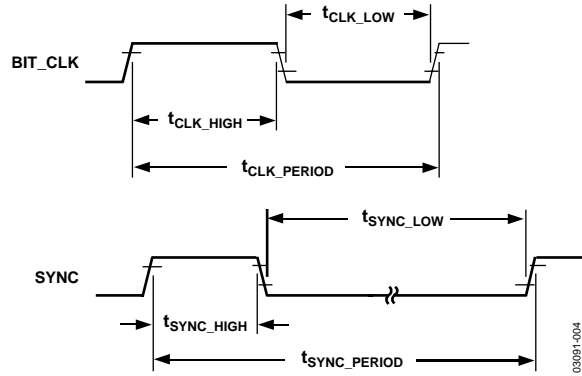 tCLK_LOW
BIT_CLK
tCLK_HIGH
tCLK_PERIOD
tSYNC_LOW
SYNC
tSYNC_HIGH
tSYNC_PERIOD
03091-004